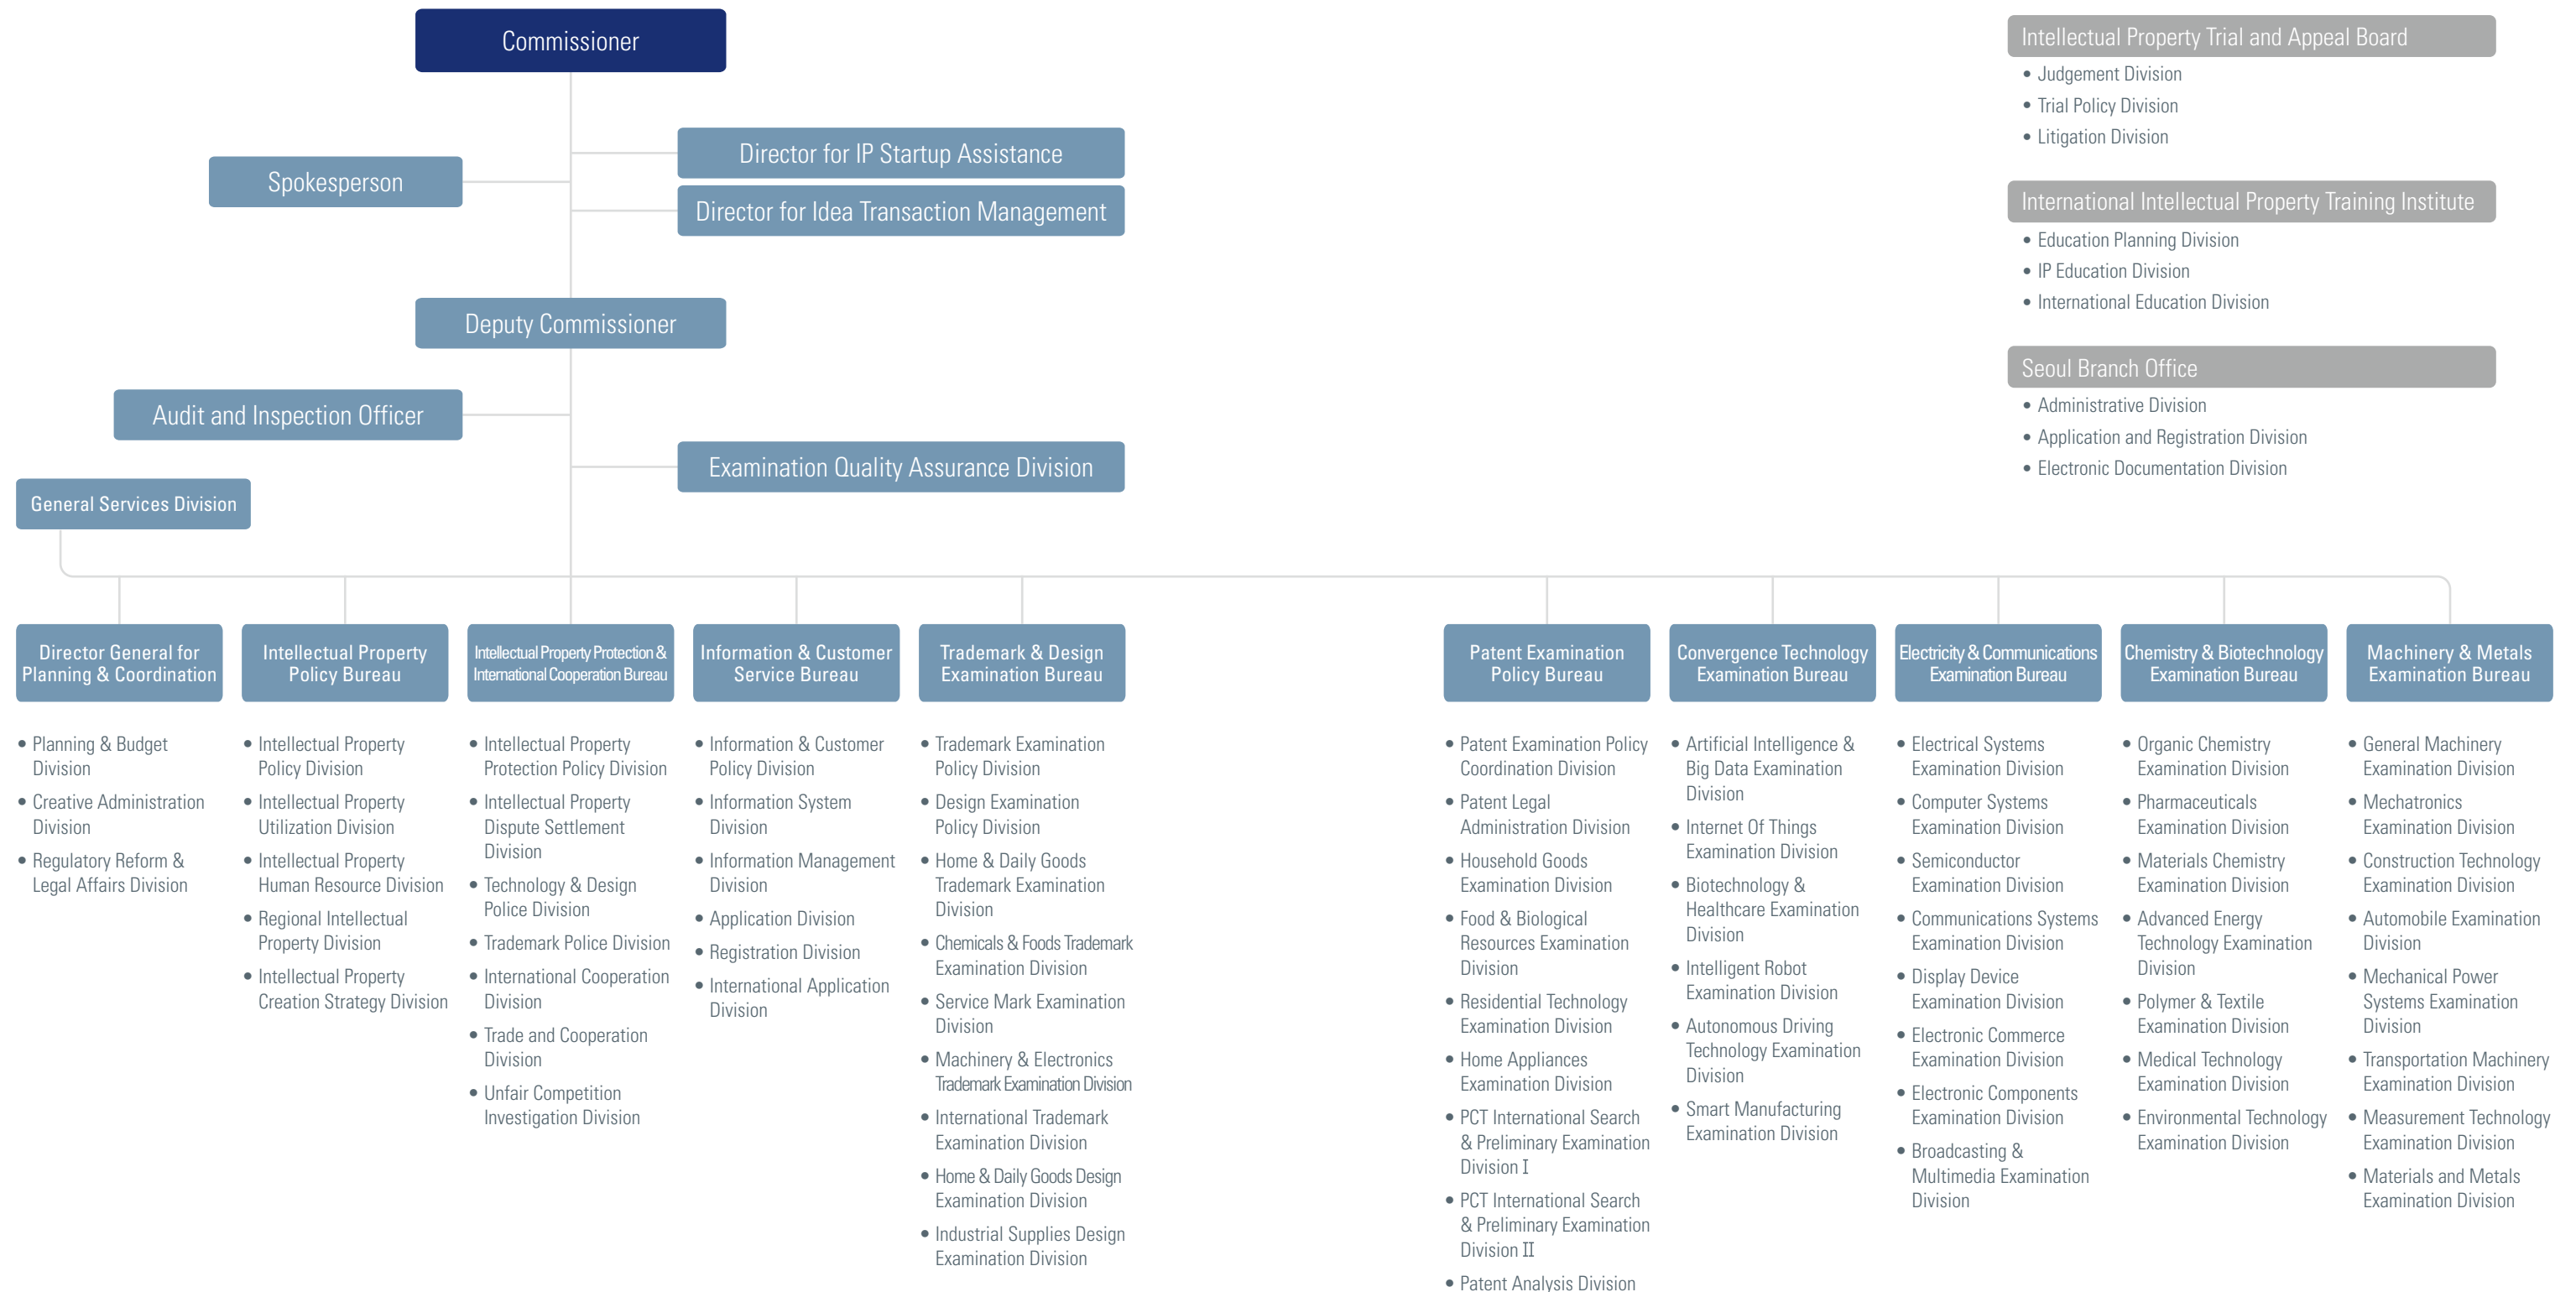 Commissioner
Director for IP Startup Assistance
Spokesperson
Director for Idea Transaction Management
Deputy Commissioner
Audit and Inspection Officer
Examination Quality Assurance Division
General Services Division
Intellectual Property Trial and Appeal Board
• Judgement Division
• Trial Policy Division
• Litigation Division
International Intellectual Property Training Institute
• Education Planning Division
• IP Education Division
• International Education Division
Seoul Branch Office
• Administrative Division
• Application and Registration Division
• Electronic Documentation Division
Director General for
Planning & Coordination
• Planning & Budget
Division
• Creative Administration
Division
• Regulatory Reform &
Legal Affairs Division
Intellectual Property
Policy Bureau
• Intellectual Property
Policy Division
• Intellectual Property
Utilization Division
• Intellectual Property
Human Resource Division
• Regional Intellectual
Property Division
• Intellectual Property
Creation Strategy Division
Intellectual Property Protection &
International Cooperation Bureau
• Intellectual Property
Protection Policy Division
• Intellectual Property
Dispute Settlement
Division
• Technology & Design
Police Division
• Trademark Police Division
• International Cooperation
Division
• Trade and Cooperation
Division
• Unfair Competition
Investigation Division
Information & Customer
Service Bureau
• Information & Customer
Policy Division
• Information System
Division
• Information Management
Division
• Application Division
• Registration Division
• International Application
Division
Trademark & Design
Examination Bureau
• Trademark Examination
Policy Division
• Design Examination
Policy Division
• Home & Daily Goods
Trademark Examination
Division
• Chemicals & Foods Trademark
Examination Division
• Service Mark Examination
Division
• Machinery & Electronics
Trademark Examination Division
• International Trademark
Examination Division
• Home & Daily Goods Design
Examination Division
• Industrial Supplies Design
Examination Division
Patent Examination
Policy Bureau
• Patent Examination Policy
Coordination Division
• Patent Legal
Administration Division
• Household Goods
Examination Division
• Food & Biological
Resources Examination
Division
• Residential Technology
Examination Division
• Home Appliances
Examination Division
• PCT International Search
& Preliminary Examination
Division I
• PCT International Search
& Preliminary Examination
Division II
• Patent Analysis Division
Convergence Technology
Examination Bureau
• Artificial Intelligence &
Big Data Examination
Division
• Internet Of Things
Examination Division
• Biotechnology &
Healthcare Examination
Division
• Intelligent Robot
Examination Division
• Autonomous Driving
Technology Examination
Division
• Smart Manufacturing
Examination Division
Electricity & Communications
Examination Bureau
• Electrical Systems
Examination Division
• Computer Systems
Examination Division
• Semiconductor
Examination Division
• Communications Systems
Examination Division
• Display Device
Examination Division
• Electronic Commerce
Examination Division
• Electronic Components
Examination Division
• Broadcasting &
Multimedia Examination
Division
Chemistry & Biotechnology
Examination Bureau
• Organic Chemistry
Examination Division
• Pharmaceuticals
Examination Division
• Materials Chemistry
Examination Division
• Advanced Energy
Technology Examination
Division
• Polymer & Textile
Examination Division
• Medical Technology
Examination Division
• Environmental Technology
Examination Division
Machinery & Metals
Examination Bureau
• General Machinery
Examination Division
• Mechatronics
Examination Division
• Construction Technology
Examination Division
• Automobile Examination
Division
• Mechanical Power
Systems Examination
Division
• Transportation Machinery
Examination Division
• Measurement Technology
Examination Division
• Materials and Metals
Examination Division